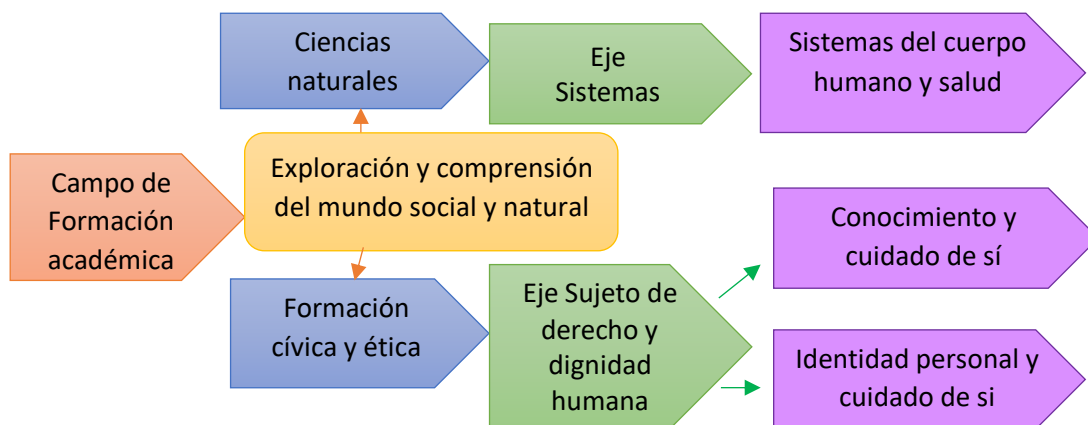 Ciencias
naturales
Eje
Sistemas
Sistemas del cuerpo
humano y salud
Campo de
Formación
académica
Exploración y comprensión
del mundo social y natural
Formación
cívica y ética
Eje Sujeto de
derecho y
dignidad
humana
Conocimiento y
cuidado de sí
Identidad personal y
cuidado de si